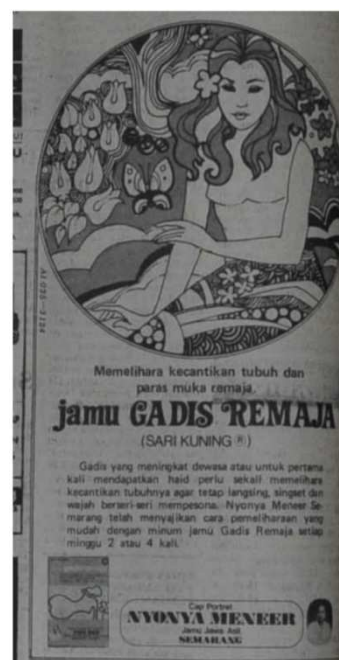 Memelihara kecantikan tubuh dan
paras muka remaja.
jamu GADIS REMAJA
(SARI KUNING ®)
Gadis yang meningkat dewasa atau untuk pertama
kali mendapatkan haid perlu sekali memelihara
kecantikan tubuhnya agar tetap langsing, singset dan
wajah berseri-seri mempesona. Nyonya Meneer Se-
marang telah menyajikan cara pemeliharaan yang
mudah dengan minum jamu Gadis Remaja setiap
minggu 2 atau 4 kali.
Cap Portret
NYONYA MENEER
Jamu Jawa Asli
SEMARANG